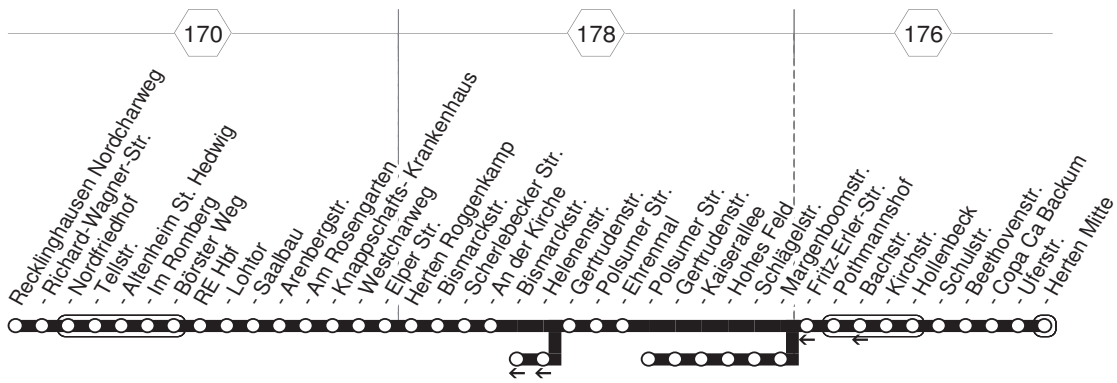 170
178
176
Recklinghausen Nordcharweg
- Richard-Wagner-Str.
- Nordfriedhof
- Tellstr.
- Altenheim St. Hedwig
- Im Romberg
- Börster Weg
RE Hbf
- Lohtor
- Saalbau
- Arenbergstr.
- Am Rosengarten
- Knappschafts- Krankenhaus
- Westcharweg
- Elper Str.
Herten Roggenkamp
- Bismarckstr.
- Scherlebecker Str.
- An der Kirche
- Bismarckstr.
- Helenenstr.
- Gertrudenstr.
- Polsumer Str.
- Ehrenmal
- Polsumer Str.
- Gertrudenstr.
- Kaiserallee
- Hohes Feld
- Schlägelstr.
- Margenboomstr.
- Fritz-Erler-Str.
- Pothmannshof
- Bachstr.
- Kirchstr.
- Hollenbeck
- Schulstr.
- Beethovenstr.
- Copa Ca Backum
- Uferstr.
- Herten Mitte